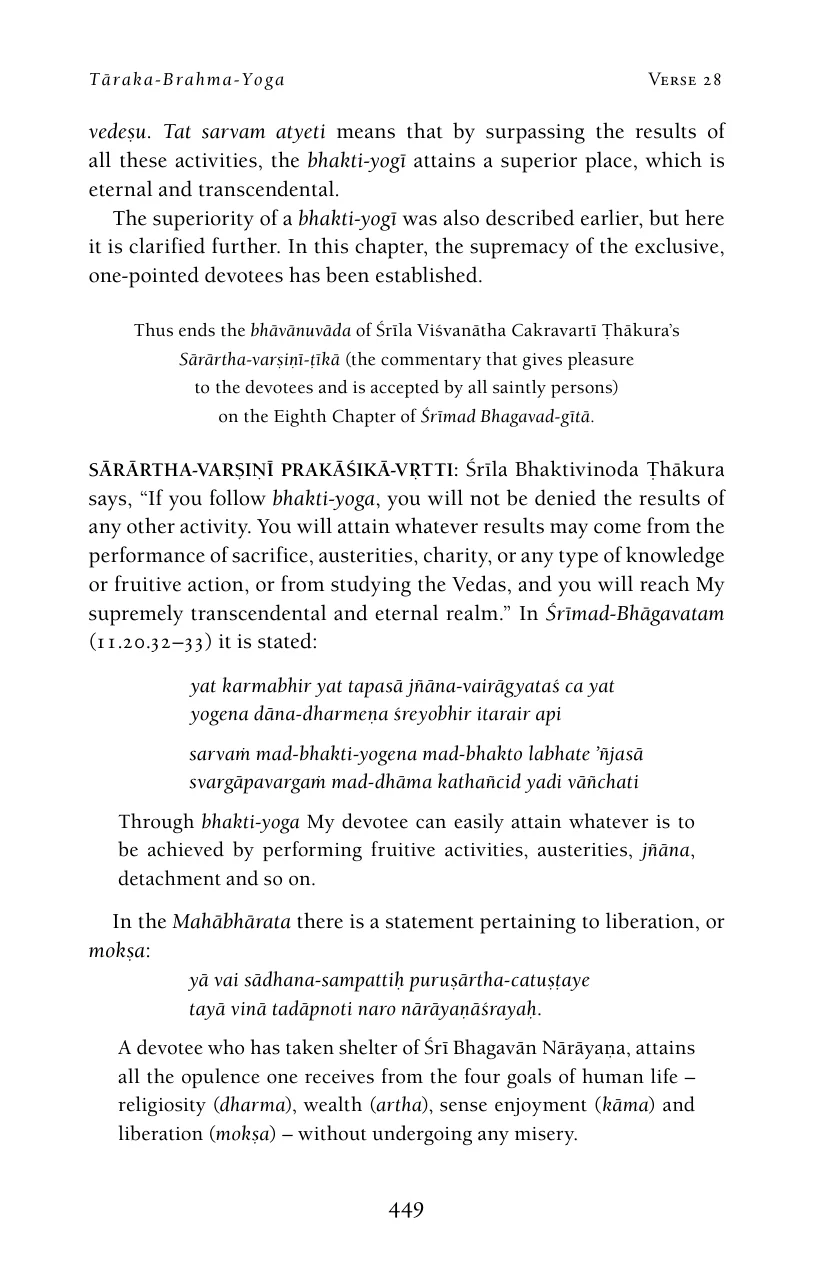 Tāraka-Brahma-Yoga Verse 28
vedeṣu. Tat sarvam atyeti means that by surpassing the results of
all these activities, the bhakti-yogī attains a superior place, which is
eternal and transcendental.
The superiority of a bhakti-yogī was also described earlier, but here
it is clarified further. In this chapter, the supremacy of the exclusive,
one-pointed devotees has been established.
Thus ends the bhāvānuvāda of Śrīla Viśvanātha Cakravartī Ṭhākura’s
Sārārtha-varṣiṇī-ṭīkā (the commentary that gives pleasure
to the devotees and is accepted by all saintly persons)
on the Eighth Chapter of Śrīmad Bhagavad-gītā.
SĀRĀRTHA-VARṢIṆĪ PRAKĀŚIKĀ-VṚTTI: Śrīla Bhaktivinoda Ṭhākura
says, “If you follow bhakti-yoga, you will not be denied the results of
any other activity. You will attain whatever results may come from the
performance of sacrifice, austerities, charity, or any type of knowledge
or fruitive action, or from studying the Vedas, and you will reach My
supremely transcendental and eternal realm.” In Śrīmad-Bhāgavatam
(11.20.32–33) it is stated:
yat karmabhir yat tapasā jñāna-vairāgyataś ca yat
yogena dāna-dharmeṇa śreyobhir itarair api
sarvaṁ mad-bhakti-yogena mad-bhakto labhate ’ñjasā
svargāpavargaṁ mad-dhāma kathañcid yadi vāñchati
Through bhakti-yoga My devotee can easily attain whatever is to
be achieved by performing fruitive activities, austerities, jñāna,
detachment and so on.
In the Mahābhārata there is a statement pertaining to liberation, or
mokṣa:
yā vai sādhana-sampattiḥ puruṣārtha-catuṣṭaye
tayā vinā tadāpnoti naro nārāyaṇāśrayaḥ.
A devotee who has taken shelter of Śrī Bhagavān Nārāyaṇa, attains
all the opulence one receives from the four goals of human life –
religiosity (dharma), wealth (artha), sense enjoyment (kāma) and
liberation (mokṣa) – without undergoing any misery.
449